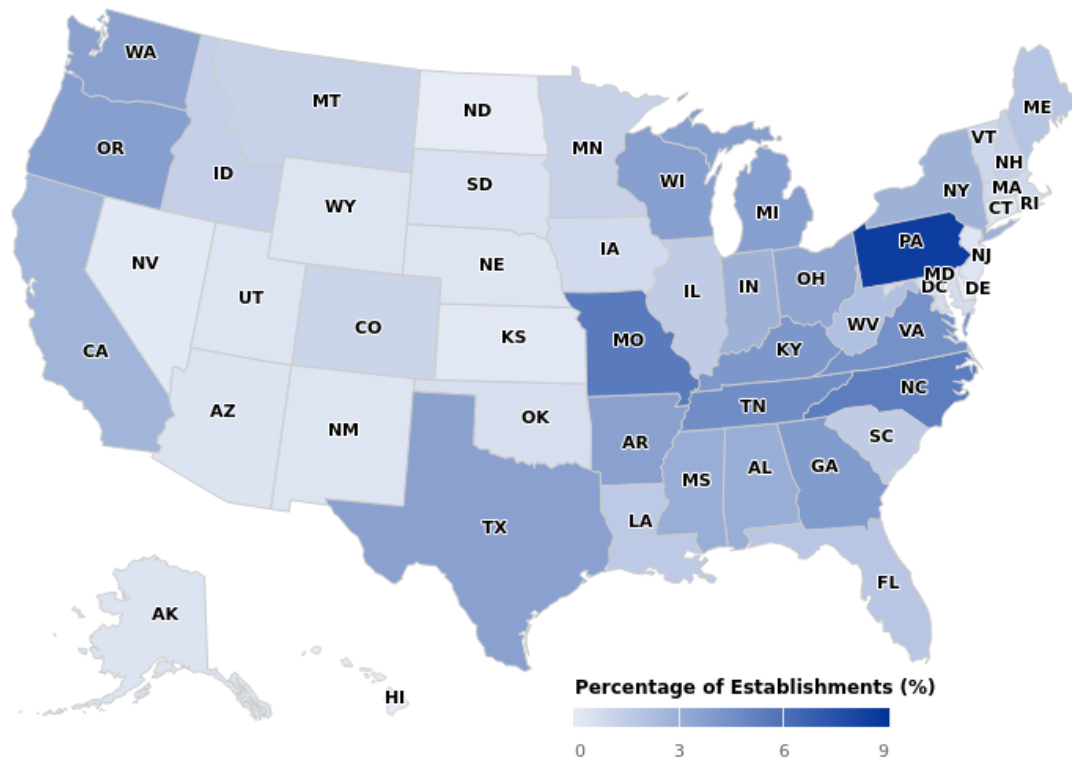 WA
MT
ND
ME
VT
OR
MN
NH
ID
SD
WI
MA
NY
WY
MI
CT
RI
PA
IA
NJ
NV
NE
MD
UT
IL
IN
OH
DC
DE
CO
WV
VA
KS
MO
CA
KY
NC
AZ
NM
OK
TN
AR
SC
MS
AL
GA
TX
LA
FL
AK
HI
Percentage of Establishments (%)
0 3 6 9